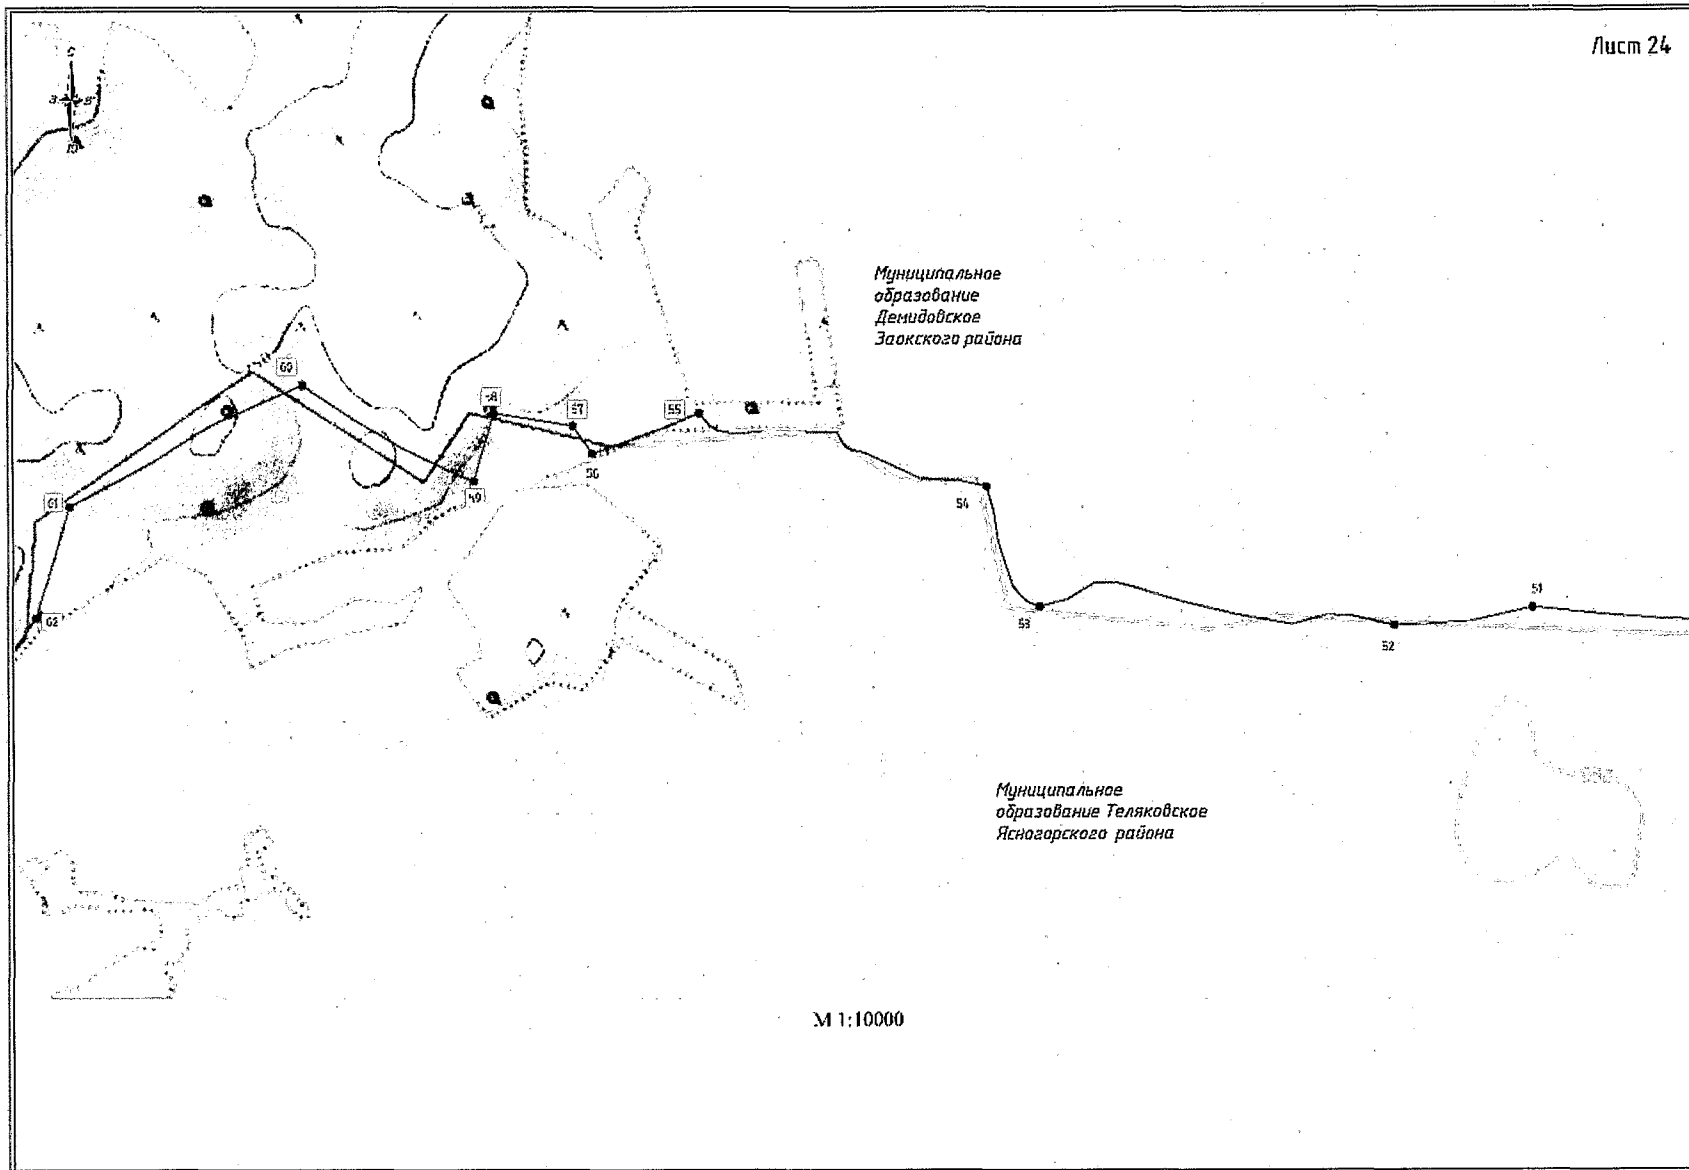 Лист 24
С
З В
Ю
Муниципальное
образование
Демидовское
Заокского района
60
58
57
55
56
61
49
54
62
53
52
51
Муниципальное
образование Теляковское
Ясногорского района
М 1:10000